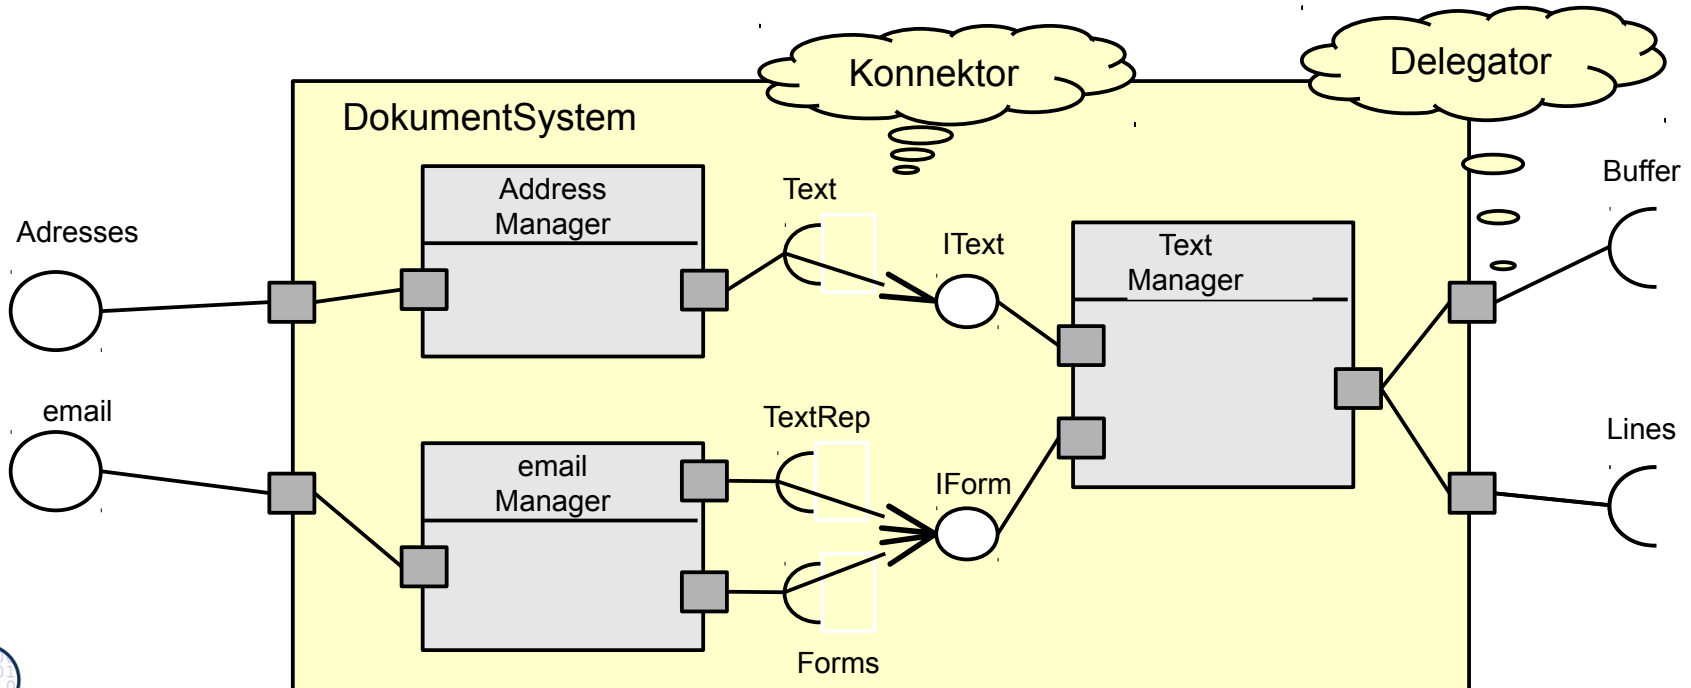 Konnektor
Delegator
DokumentSystem
Address
Manager
Text
Buffer
Adresses
IText
Text
Manager
email
TextRep
Lines
email
Manager
IForm
Forms